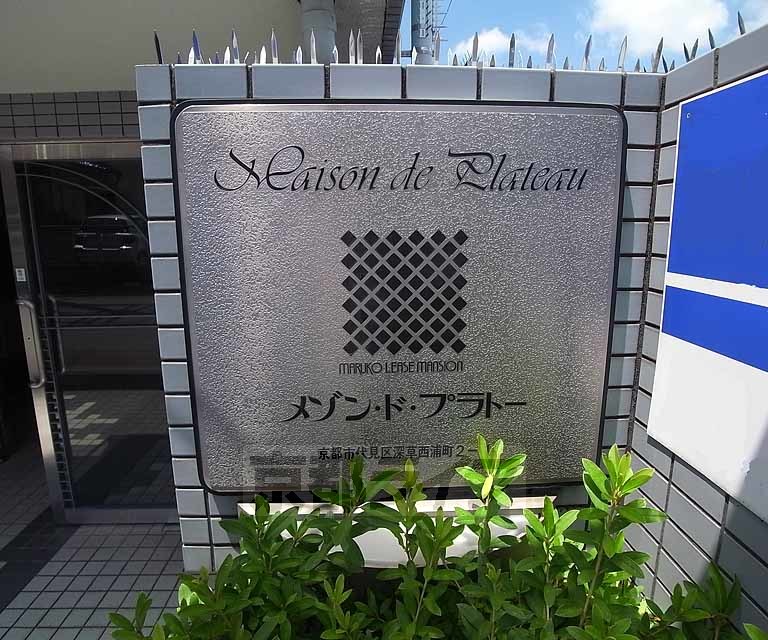 Maison de Plateau
MARUKO LEASE MANSION
メゾン・ド・プラトー
京都市伏見区深草西浦町2-